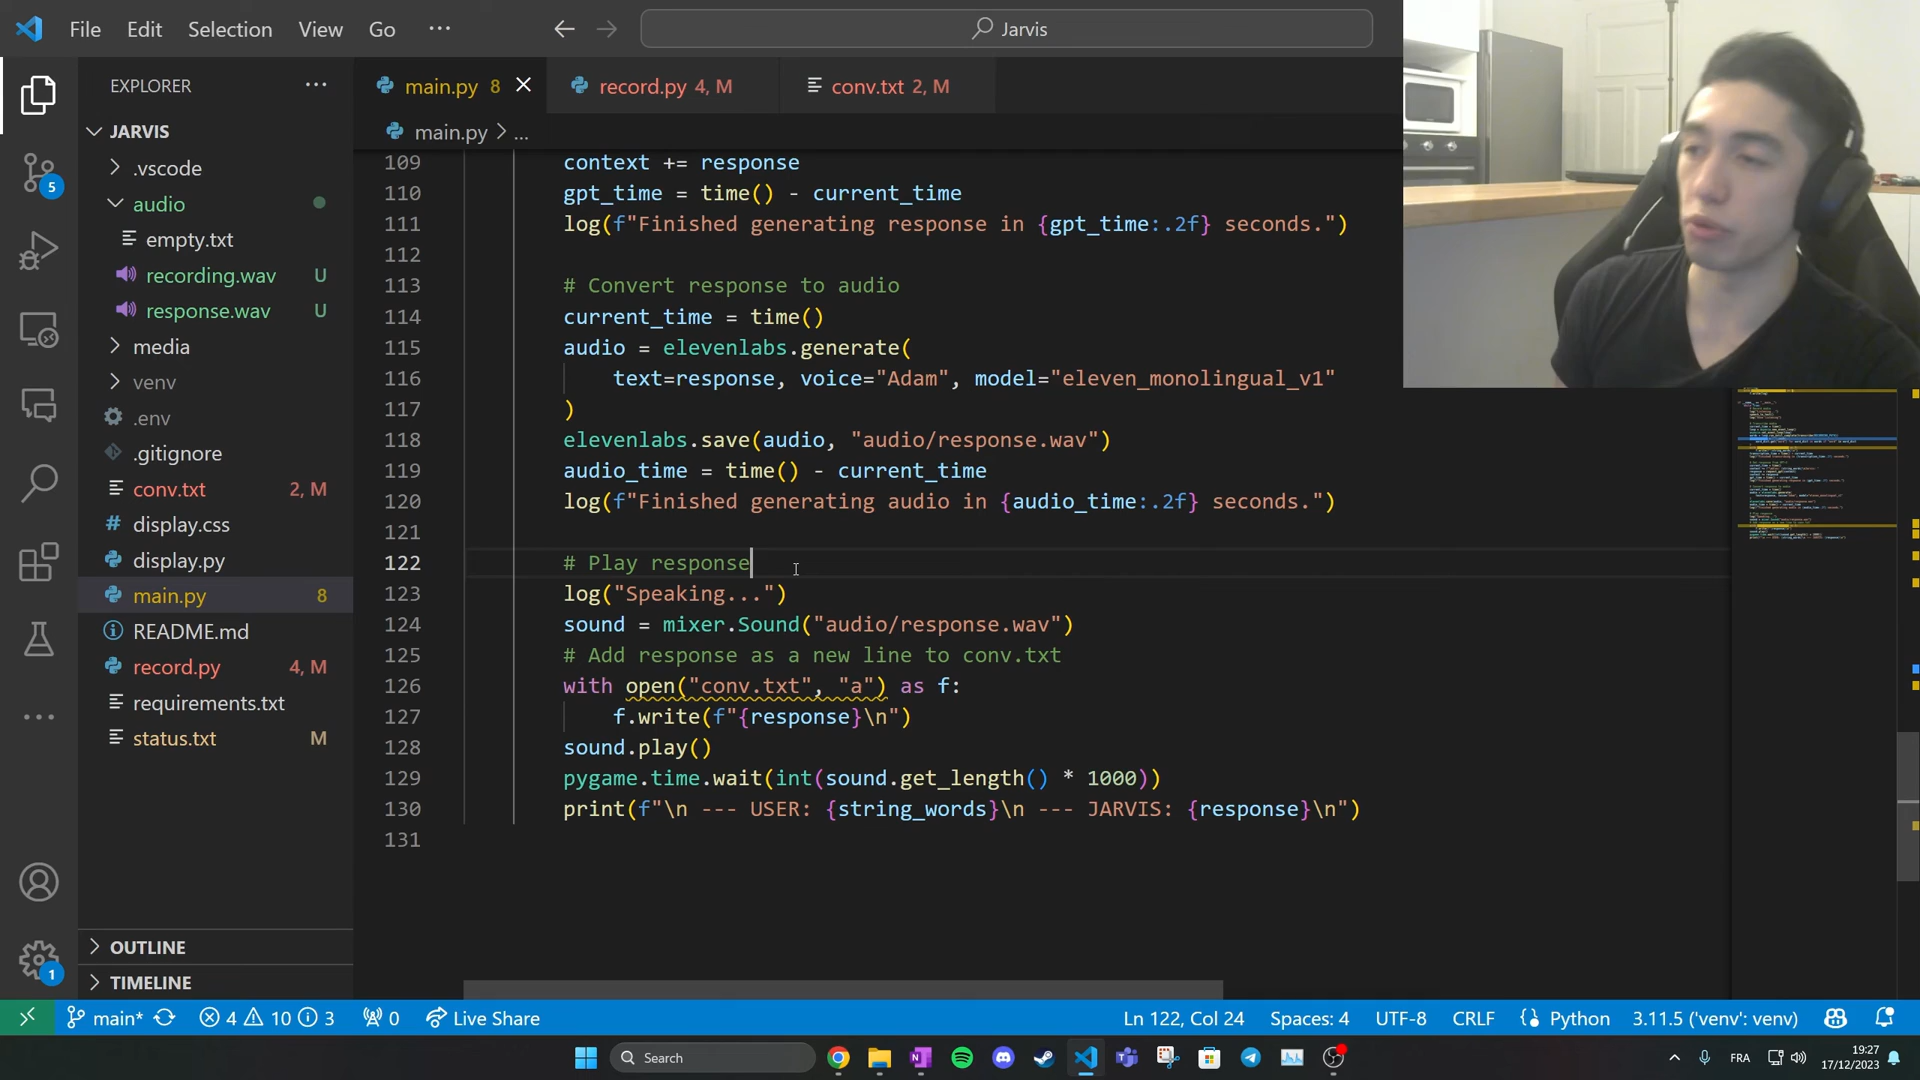 File Edit Selection View Go ··· Jarvis
EXPLORER ···
JARVIS
.vscode
audio
empty.txt
recording.wav U
response.wav U
media
venv
.env
.gitignore
conv.txt 2, M
display.css
display.py
main.py 8
README.md
record.py 4, M
requirements.txt
status.txt M
OUTLINE
TIMELINE
5
1
main.py 8
record.py 4, M
conv.txt 2, M
main.py > ...
109 context += response
110 gpt_time = time() - current_time
111 log(f"Finished generating response in {gpt_time:.2f} seconds.")
112
113 # Convert response to audio
114 current_time = time()
115 audio = elevenlabs.generate(
116 text=response, voice="Adam", model="eleven_monolingual_v1"
117 )
118 elevenlabs.save(audio, "audio/response.wav")
119 audio_time = time() - current_time
120 log(f"Finished generating audio in {audio_time:.2f} seconds.")
121
122 # Play response
123 log("Speaking...")
124 sound = mixer.Sound("audio/response.wav")
125 # Add response as a new line to conv.txt
126 with open("conv.txt", "a") as f:
127 f.write(f"{response}\n")
128 sound.play()
129 pygame.time.wait(int(sound.get_length() * 1000))
130 print(f"\n --- USER: {string_words}\n --- JARVIS: {response}\n")
131
main* 4 10 3 0 Live Share Ln 122, Col 24 Spaces: 4 UTF-8 CRLF Python 3.11.5 ('venv': venv)
Search FRA 19:27
17/12/2023